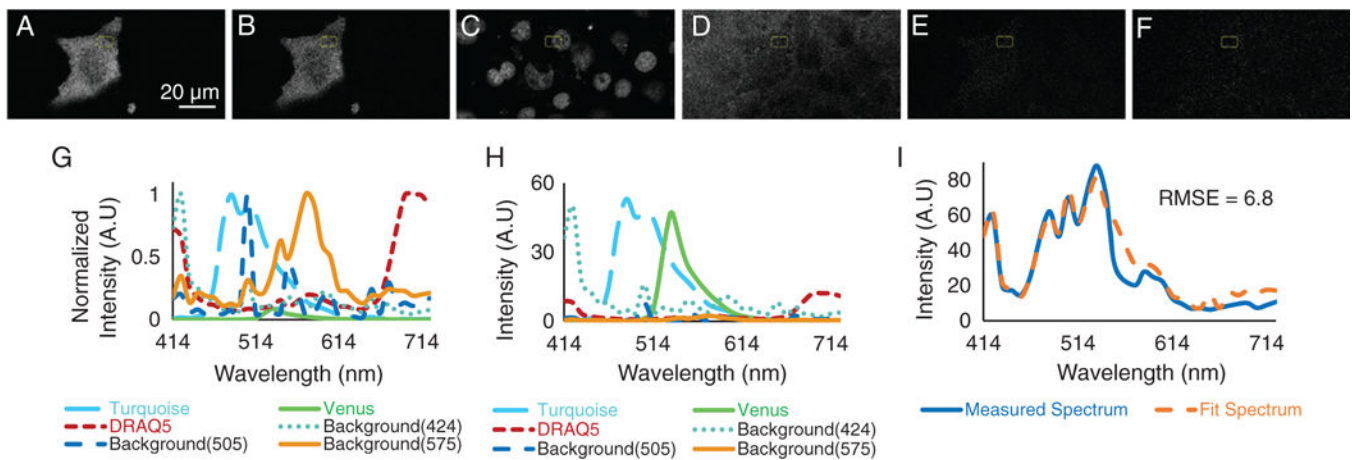 A B C D E F
20 µm
G
Normalized
Intensity (A.U)
1
0.5
0
414 514 614 714
Wavelength (nm)
Turquoise Venus
DRAQ5 Background(424)
Background(505) Background(575)
H
Intensity (A.U)
60
30
0
414 514 614 714
Wavelength (nm)
Turquoise Venus
DRAQ5 Background(424)
Background(505) Background(575)
I
RMSE = 6.8
Intensity (A.U)
80
60
40
20
0
414 514 614 714
Wavelength (nm)
Measured Spectrum Fit Spectrum